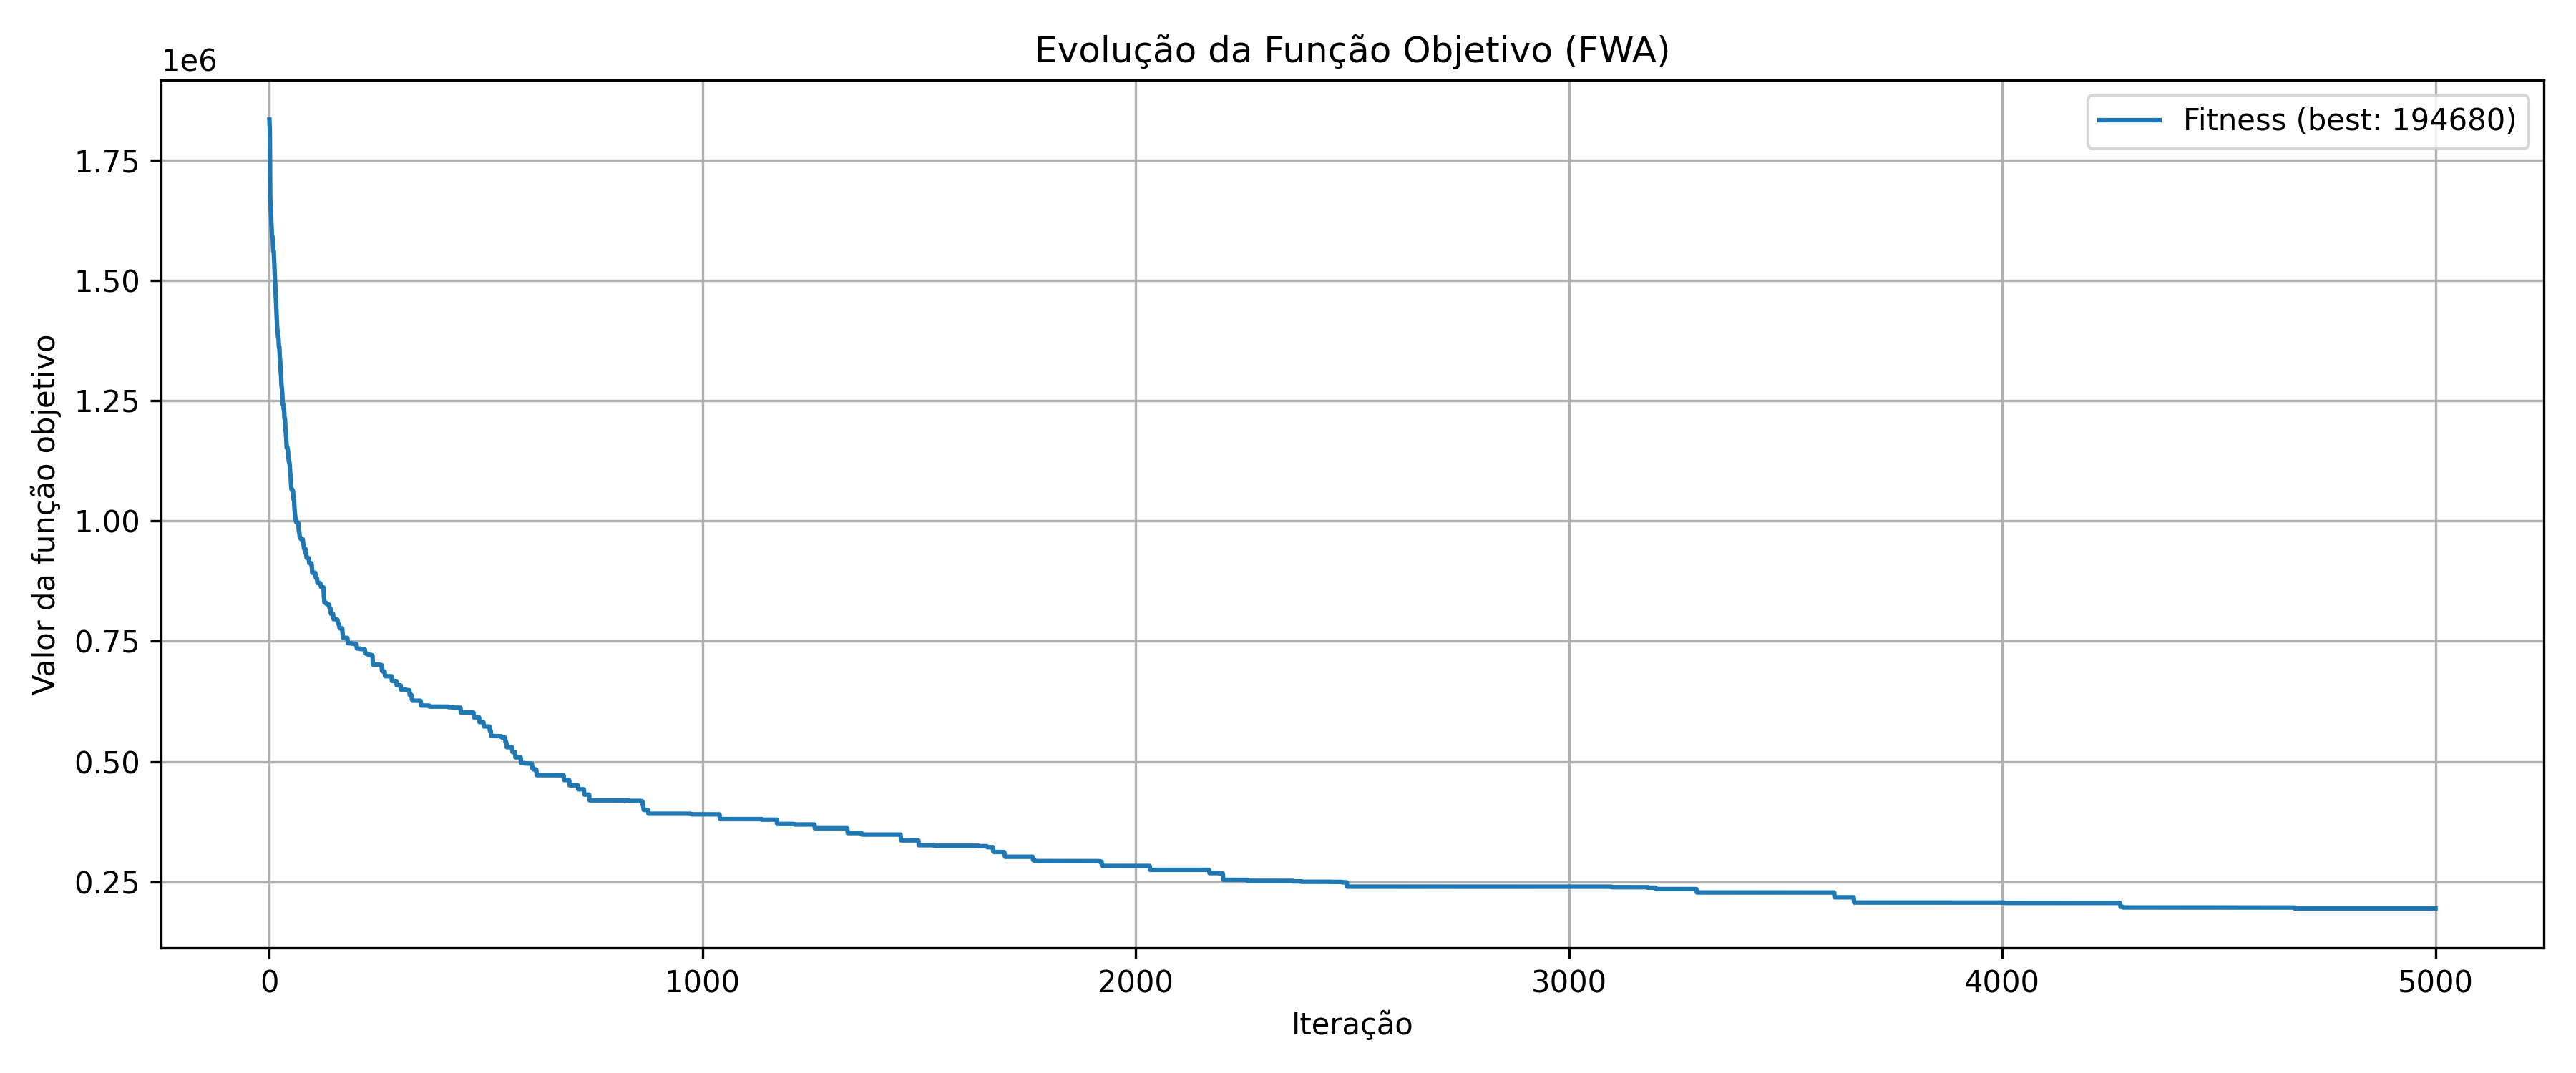 Evolução da Função Objetivo (FWA)
1e6
Fitness (best: 194680)
1.75
1.50
1.25
1.00
0.75
0.50
0.25
Valor da função objetivo
0
1000
2000
3000
4000
5000
Iteração